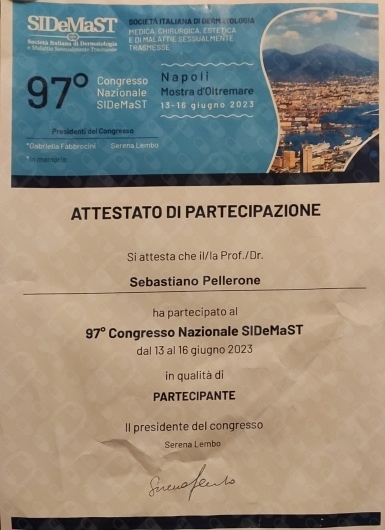 SIDeMaST
Società Italiana di Dermatologia
e Malattie Sessualmente Trasmesse
SOCIETÀ ITALIANA DI DERMATOLOGIA
MEDICA, CHIRURGICA, ESTETICA
E DI MALATTIE SESSUALMENTE
TRASMESSE
97° Congresso
Nazionale
SIDeMaST
Napoli
Mostra d'Oltremare
13-16 giugno 2023
Presidenti del Congresso
*Gabriella Fabbrocini Serena Lembo
*in memoria
ATTESTATO DI PARTECIPAZIONE
Si attesta che il/la Prof./Dr.
Sebastiano Pellerone
ha partecipato al
97° Congresso Nazionale SIDeMaST
dal 13 al 16 giugno 2023
in qualità di
PARTECIPANTE
Il presidente del congresso
Serena Lembo
Serena Lembo